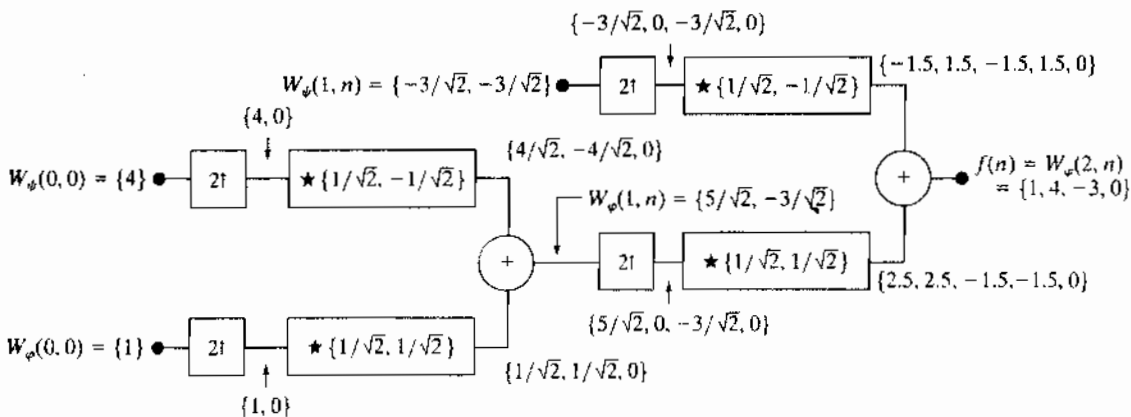 {−3/√2, 0, −3/√2, 0}
W_ψ(1, n) = {−3/√2, −3/√2}
2↑
★ {1/√2, −1/√2}
{−1.5, 1.5, −1.5, 1.5, 0}
{4, 0}
W_ψ(0, 0) = {4}
2↑
★ {1/√2, −1/√2}
{4/√2, −4/√2, 0}
+
f(n) = W_φ(2, n)
= {1, 4, −3, 0}
W_φ(1, n) = {5/√2, −3/√2}
+
2↑
★ {1/√2, 1/√2}
{2.5, 2.5, −1.5, −1.5, 0}
{5/√2, 0, −3/√2, 0}
W_φ(0, 0) = {1}
2↑
★ {1/√2, 1/√2}
{1/√2, 1/√2, 0}
{1, 0}